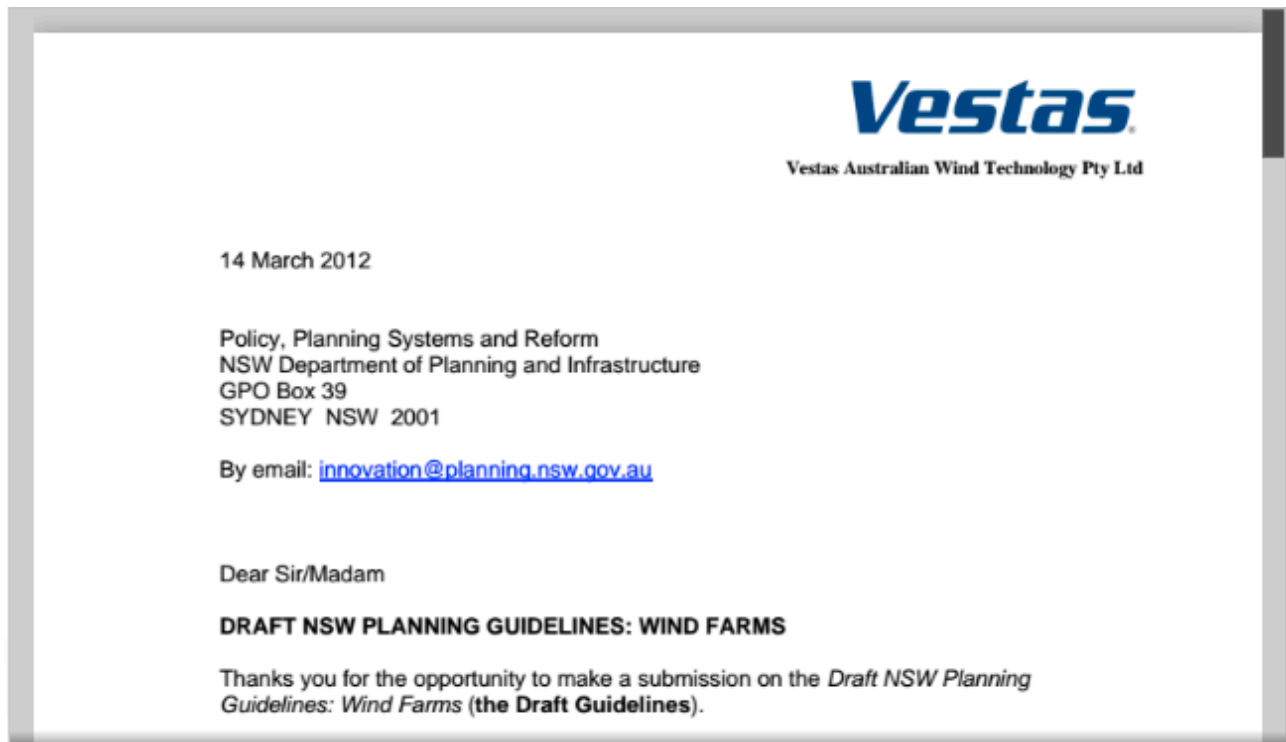 Vestas
Vestas Australian Wind Technology Pty Ltd
14 March 2012
Policy, Planning Systems and Reform
NSW Department of Planning and Infrastructure
GPO Box 39
SYDNEY NSW 2001
By email: innovation@planning.nsw.gov.au
Dear Sir/Madam
DRAFT NSW PLANNING GUIDELINES: WIND FARMS
Thanks you for the opportunity to make a submission on the Draft NSW Planning
Guidelines: Wind Farms (the Draft Guidelines).